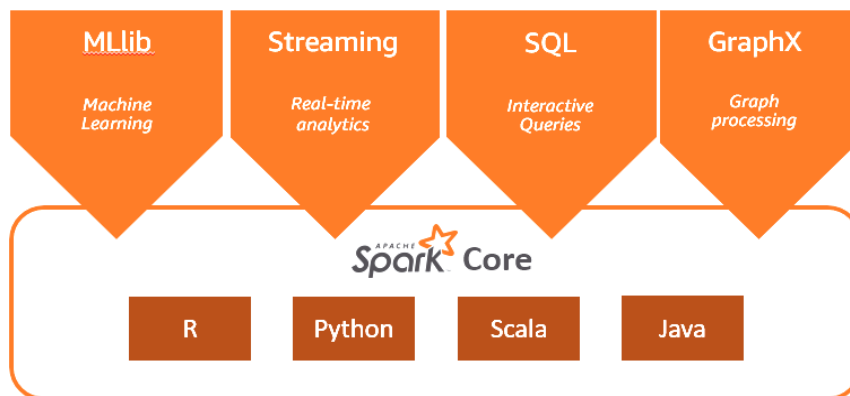 MLlib
Machine
Learning
Streaming
Real-time
analytics
SQL
Interactive
Queries
GraphX
Graph
processing
APACHE
Spark Core
R
Python
Scala
Java